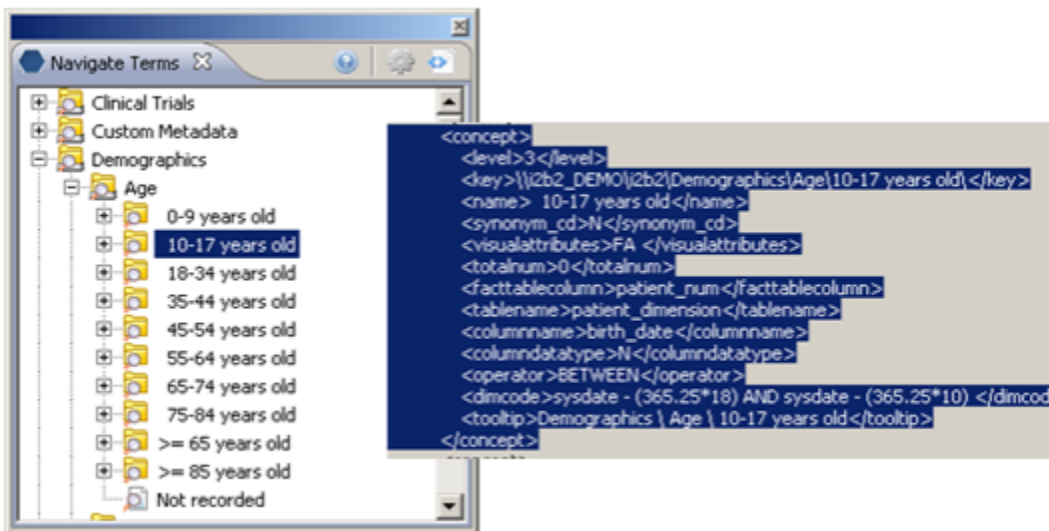 Navigate Terms
Clinical Trials
Custom Metadata
Demographics
Age
0-9 years old
10-17 years old
18-34 years old
35-44 years old
45-54 years old
55-64 years old
65-74 years old
75-84 years old
>= 65 years old
>= 85 years old
Not recorded
<concept>
<level>3</level>
<key>\\i2b2_DEMO\i2b2\Demographics\Age\10-17 years old\</key>
<name>  10-17 years old</name>
<synonym_cd>N</synonym_cd>
<visualattributes>FA </visualattributes>
<totalnum>0</totalnum>
<facttablecolumn>patient_num</facttablecolumn>
<tablename>patient_dimension</tablename>
<columnname>birth_date</columnname>
<columndatatype>N</columndatatype>
<operator>BETWEEN</operator>
<dimcode>sysdate - (365.25*18) AND sysdate - (365.25*10) </dimcod
<tooltip>Demographics \ Age \ 10-17 years old</tooltip>
</concept>